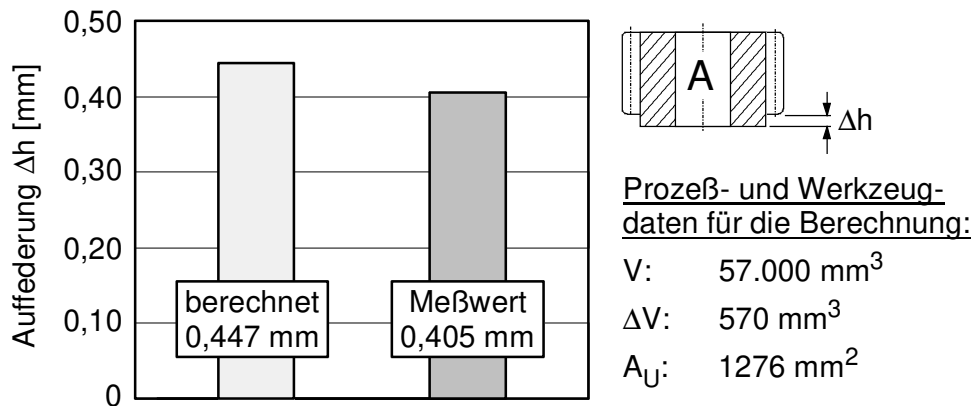 Auffederung Δh [mm]
0,50
0,40
0,30
0,20
0,10
0
berechnet
0,447 mm
Meßwert
0,405 mm
A
Δh
Prozeß- und Werkzeug-
daten für die Berechnung:
V: 57.000 mm³
ΔV: 570 mm³
A_U: 1276 mm²